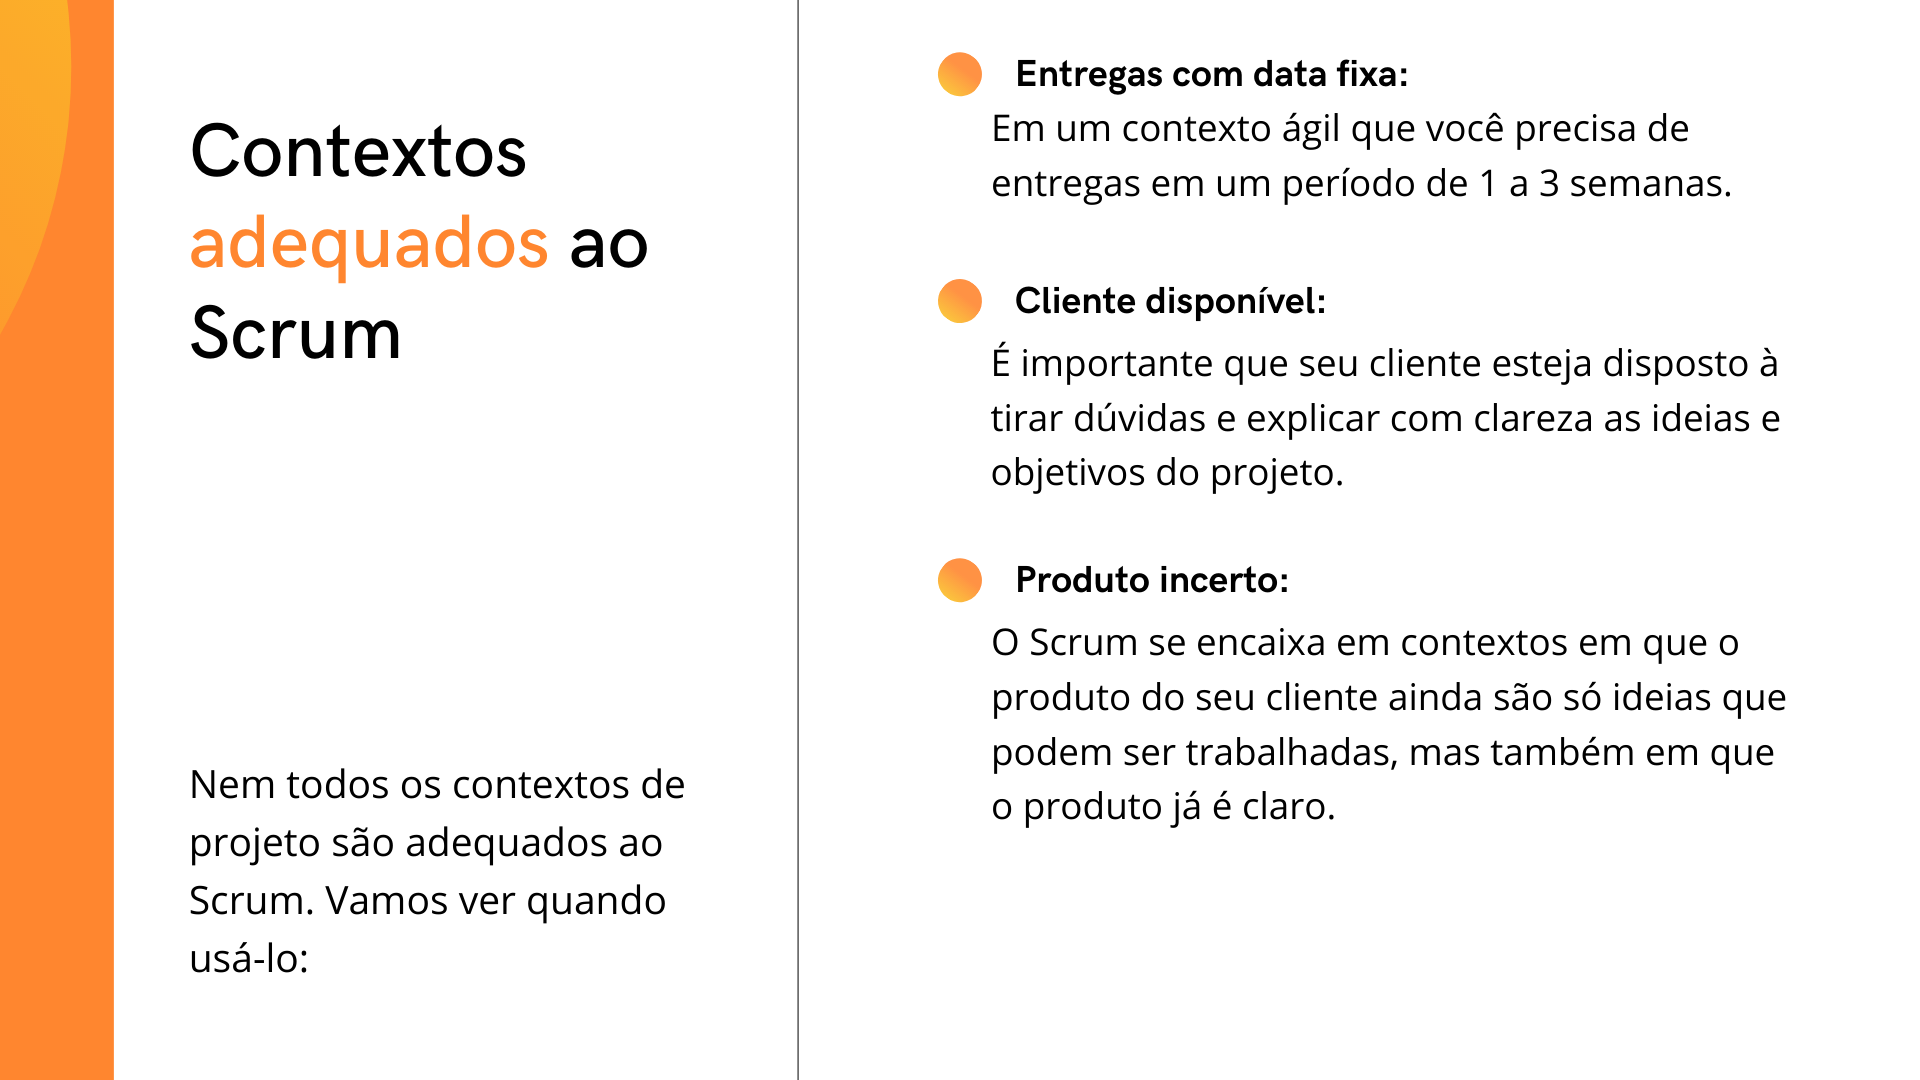 Contextos
adequados ao
Scrum
Nem todos os contextos de
projeto são adequados ao
Scrum. Vamos ver quando
usá-lo:
Entregas com data fixa:
Em um contexto ágil que você precisa de
entregas em um período de 1 a 3 semanas.
Cliente disponível:
É importante que seu cliente esteja disposto à
tirar dúvidas e explicar com clareza as ideias e
objetivos do projeto.
Produto incerto:
O Scrum se encaixa em contextos em que o
produto do seu cliente ainda são só ideias que
podem ser trabalhadas, mas também em que
o produto já é claro.